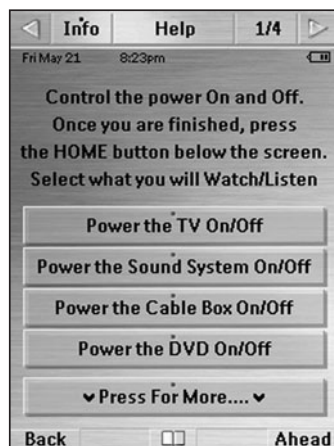 Info Help 1/4
Fri May 21 8:23pm
Control the power On and Off.
Once you are finished, press
the HOME button below the screen.
Select what you will Watch/Listen
Power the TV On/Off
Power the Sound System On/Off
Power the Cable Box On/Off
Power the DVD On/Off
Press For More....
Back Ahead